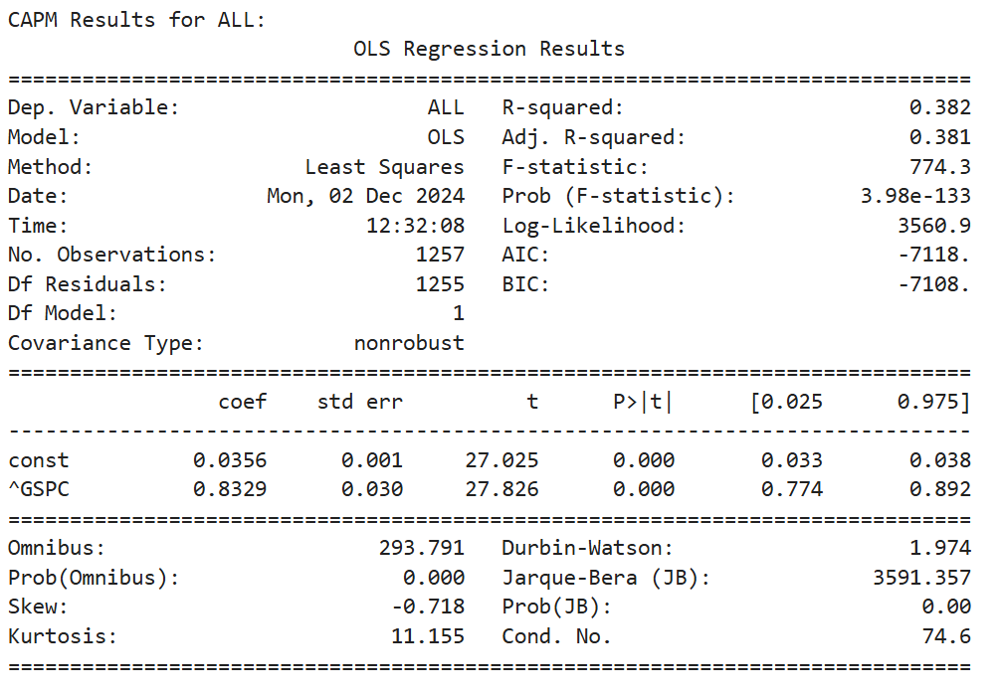 CAPM Results for ALL:
                            OLS Regression Results
==============================================================================
Dep. Variable:                    ALL   R-squared:                       0.382
Model:                            OLS   Adj. R-squared:                  0.381
Method:                 Least Squares   F-statistic:                     774.3
Date:                Mon, 02 Dec 2024   Prob (F-statistic):          3.98e-133
Time:                        12:32:08   Log-Likelihood:                 3560.9
No. Observations:                1257   AIC:                            -7118.
Df Residuals:                    1255   BIC:                            -7108.
Df Model:                           1
Covariance Type:            nonrobust
==============================================================================
                 coef    std err          t      P>|t|      [0.025      0.975]
------------------------------------------------------------------------------
const          0.0356      0.001     27.025      0.000       0.033       0.038
^GSPC          0.8329      0.030     27.826      0.000       0.774       0.892
==============================================================================
Omnibus:                      293.791   Durbin-Watson:                   1.974
Prob(Omnibus):                  0.000   Jarque-Bera (JB):             3591.357
Skew:                          -0.718   Prob(JB):                         0.00
Kurtosis:                      11.155   Cond. No.                         74.6
==============================================================================